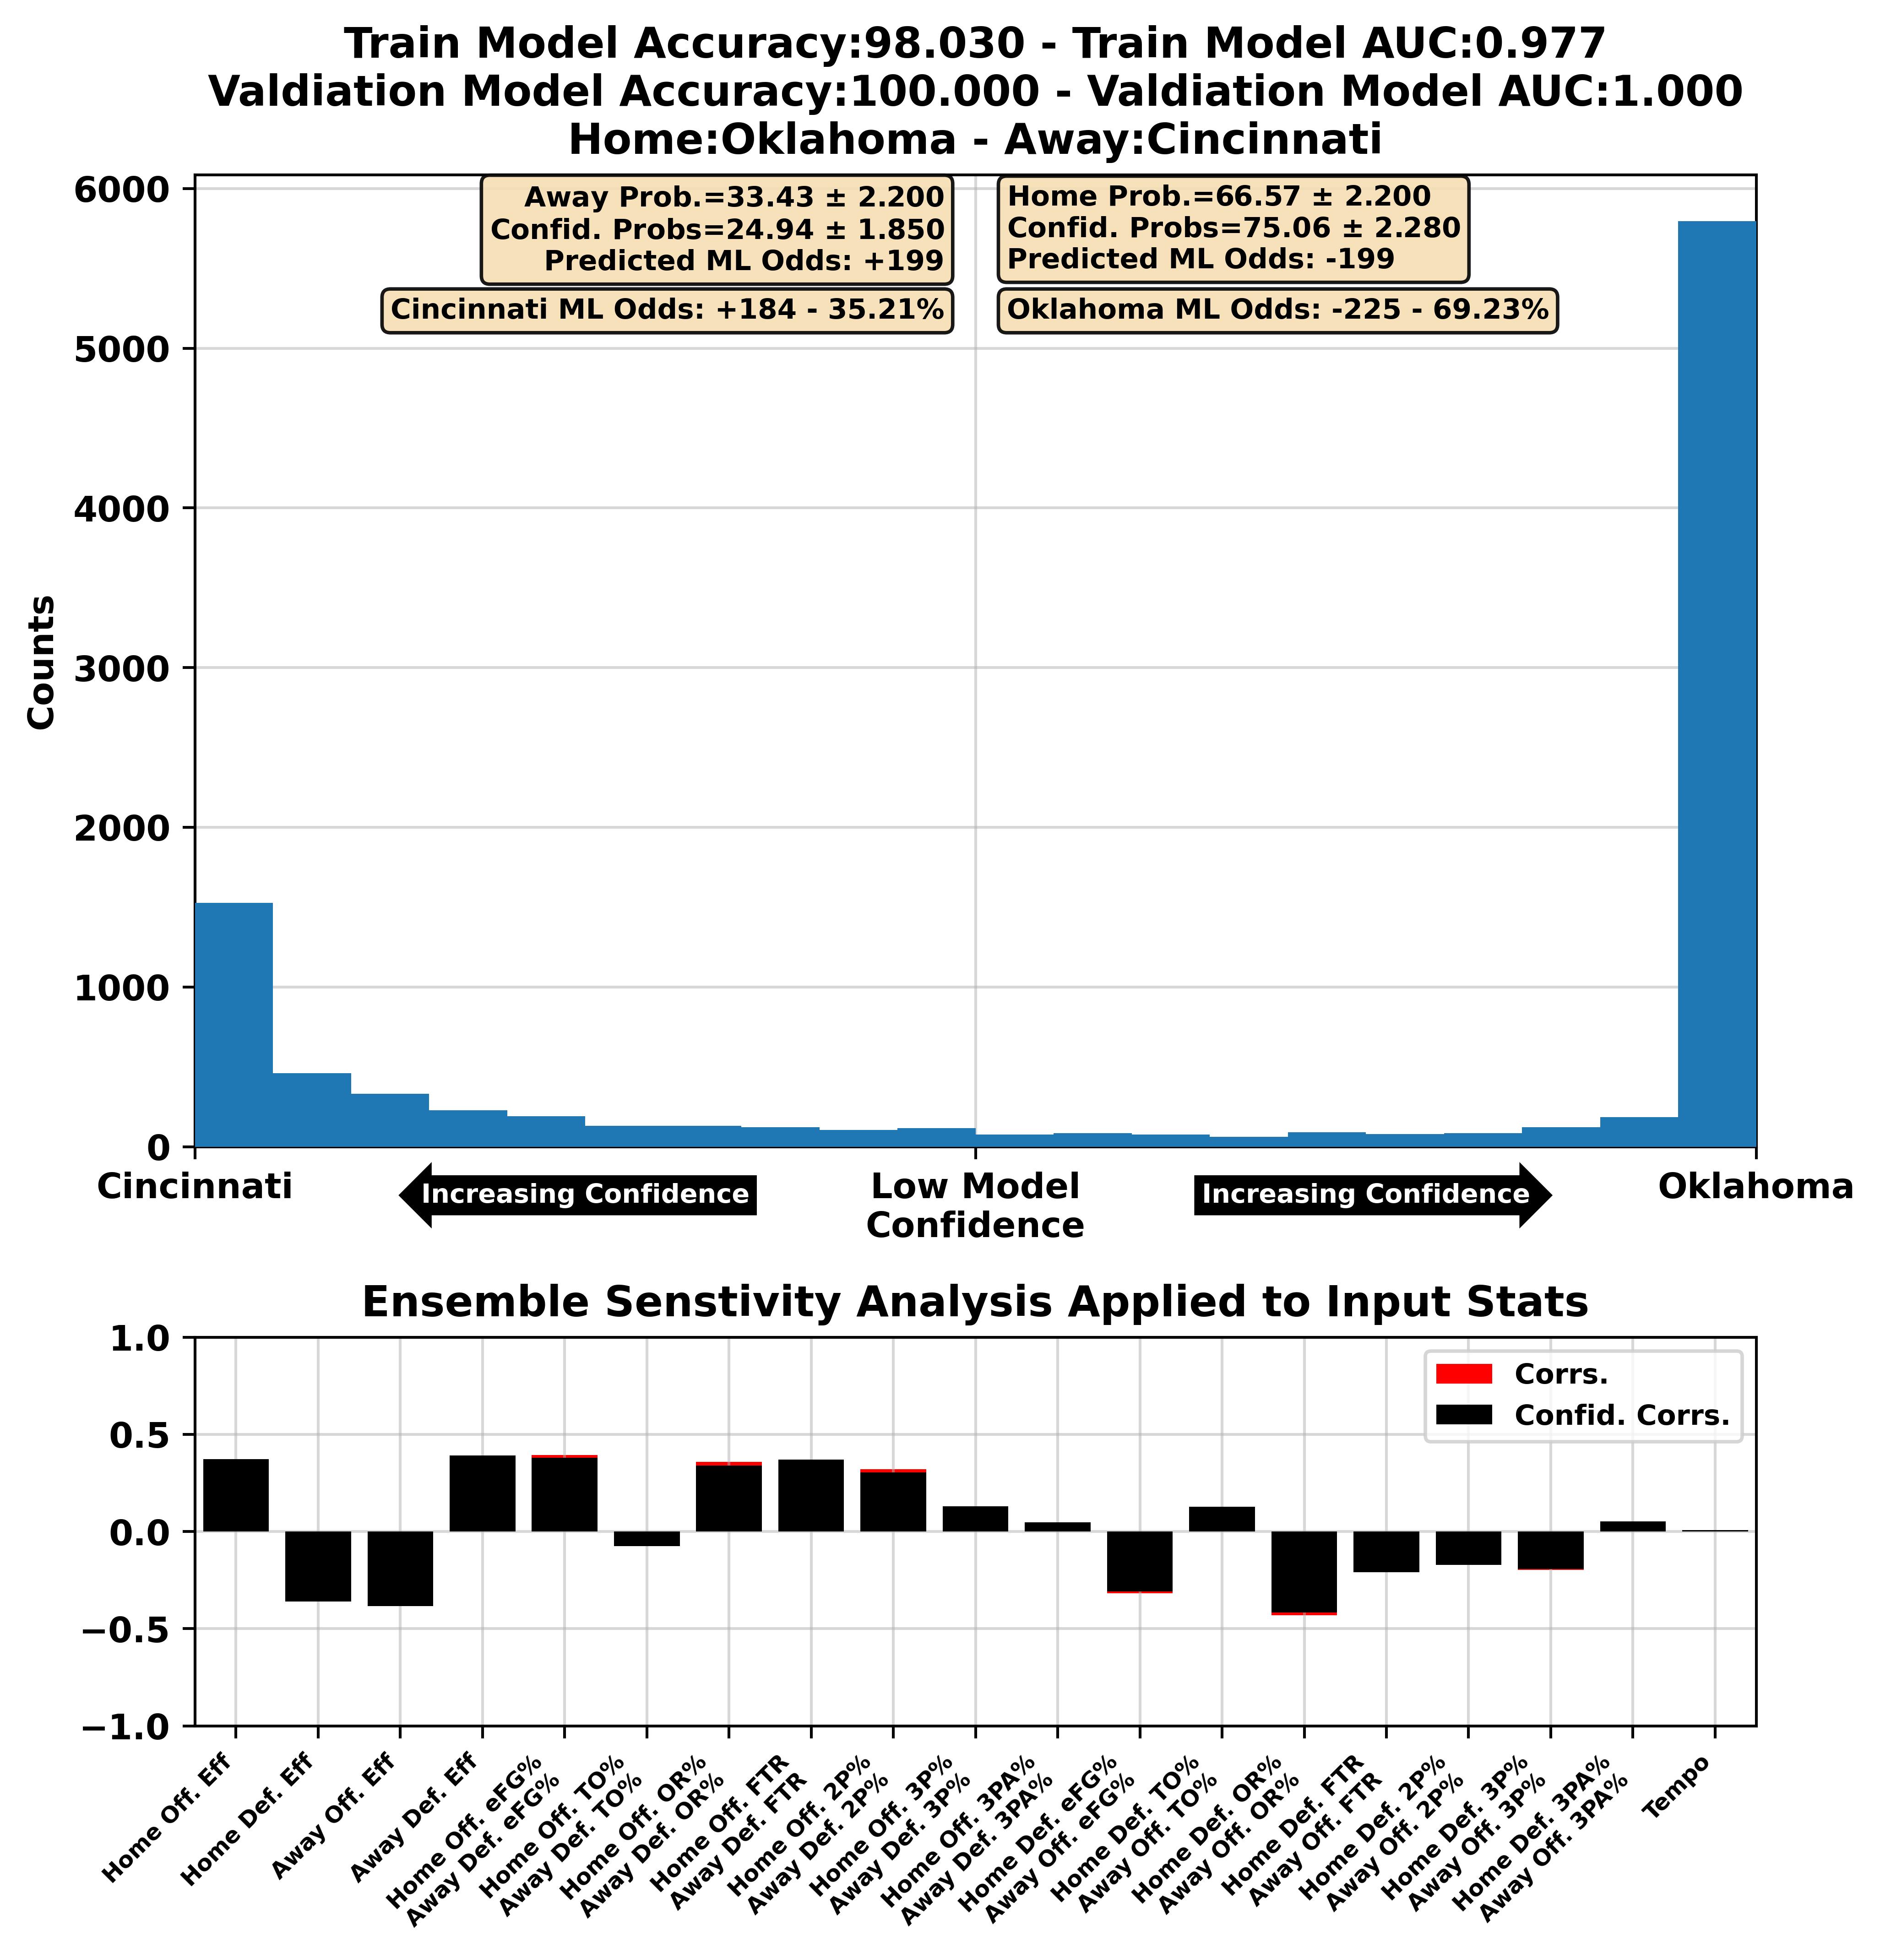 Train Model Accuracy:98.030 - Train Model AUC:0.977
Valdiation Model Accuracy:100.000 - Valdiation Model AUC:1.000
Home:Oklahoma - Away:Cincinnati
Away Prob.=33.43 ± 2.200
Confid. Probs=24.94 ± 1.850
Predicted ML Odds: +199
Cincinnati ML Odds: +184 - 35.21%
Home Prob.=66.57 ± 2.200
Confid. Probs=75.06 ± 2.280
Predicted ML Odds: -199
Oklahoma ML Odds: -225 - 69.23%
Counts
6000
5000
4000
3000
2000
1000
0
Cincinnati
Increasing Confidence
Low Model
Confidence
Increasing Confidence
Oklahoma
Ensemble Senstivity Analysis Applied to Input Stats
Corrs.
Confid. Corrs.
1.0
0.5
0.0
−0.5
−1.0
Home Off. Eff
Home Def. Eff
Away Off. Eff
Away Def. Eff
Home Off. eFG%
Away Def. eFG%
Home Off. TO%
Away Def. TO%
Home Off. OR%
Away Def. OR%
Home Off. FTR
Away Def. FTR
Home Off. 2P%
Away Def. 2P%
Home Off. 3P%
Away Def. 3P%
Home Off. 3PA%
Away Def. 3PA%
Home Def. eFG%
Away Off. eFG%
Home Def. TO%
Away Off. TO%
Home Def. OR%
Away Off. OR%
Home Def. FTR
Away Off. FTR
Home Def. 2P%
Away Off. 2P%
Home Def. 3P%
Away Off. 3P%
Home Def. 3PA%
Away Off. 3PA%
Tempo